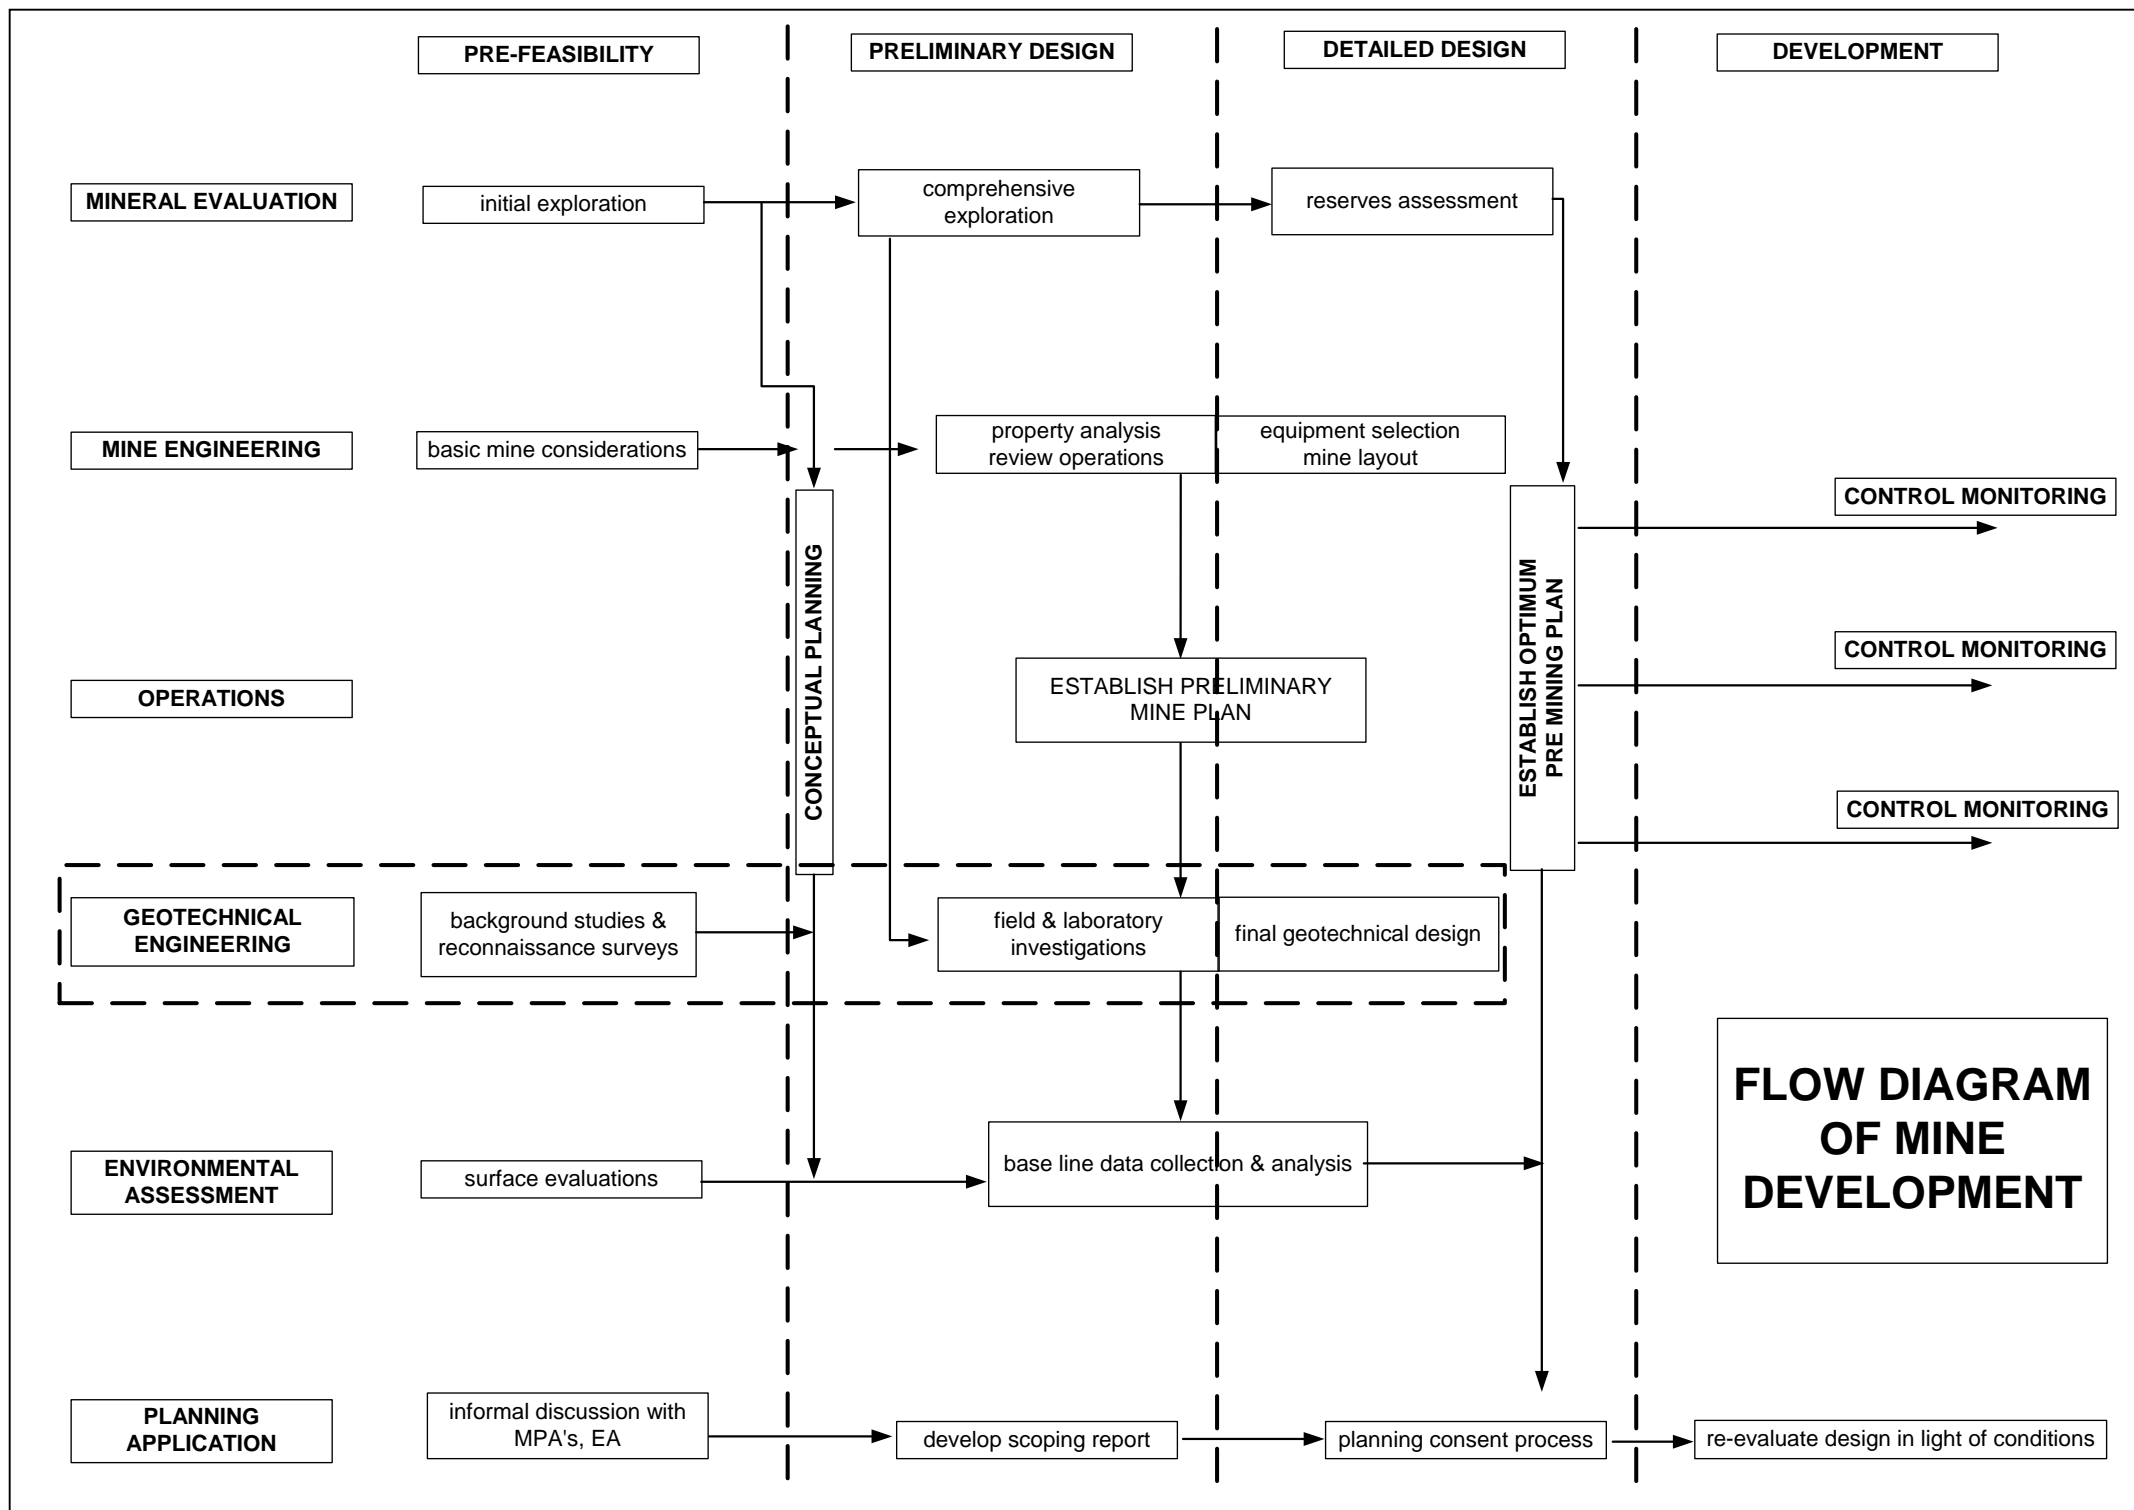 PRE-FEASIBILITY
PRELIMINARY DESIGN
DETAILED DESIGN
DEVELOPMENT
MINERAL EVALUATION
initial exploration
comprehensive
exploration
reserves assessment
MINE ENGINEERING
basic mine considerations
property analysis
review operations
equipment selection
mine layout
CONTROL MONITORING
CONCEPTUAL PLANNING
ESTABLISH OPTIMUM
PRE MINING PLAN
OPERATIONS
ESTABLISH PRELIMINARY
MINE PLAN
CONTROL MONITORING
CONTROL MONITORING
GEOTECHNICAL
ENGINEERING
background studies &
reconnaissance surveys
field & laboratory
investigations
final geotechnical design
FLOW DIAGRAM
OF MINE
DEVELOPMENT
ENVIRONMENTAL
ASSESSMENT
surface evaluations
base line data collection & analysis
PLANNING
APPLICATION
informal discussion with
MPA's, EA
develop scoping report
planning consent process
re-evaluate design in light of conditions